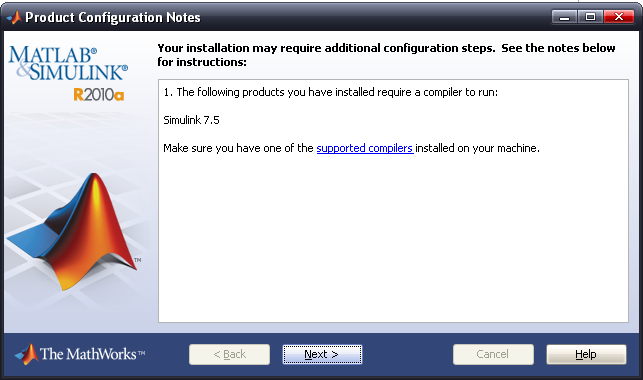 Product Configuration Notes
MATLAB®
&SIMULINK®
R2010a
Your installation may require additional configuration steps. See the notes below
for instructions:
1. The following products you have installed require a compiler to run:
Simulink 7.5
Make sure you have one of the supported compilers installed on your machine.
TM
The MathWorks™
< Back
Next >
Cancel
Help